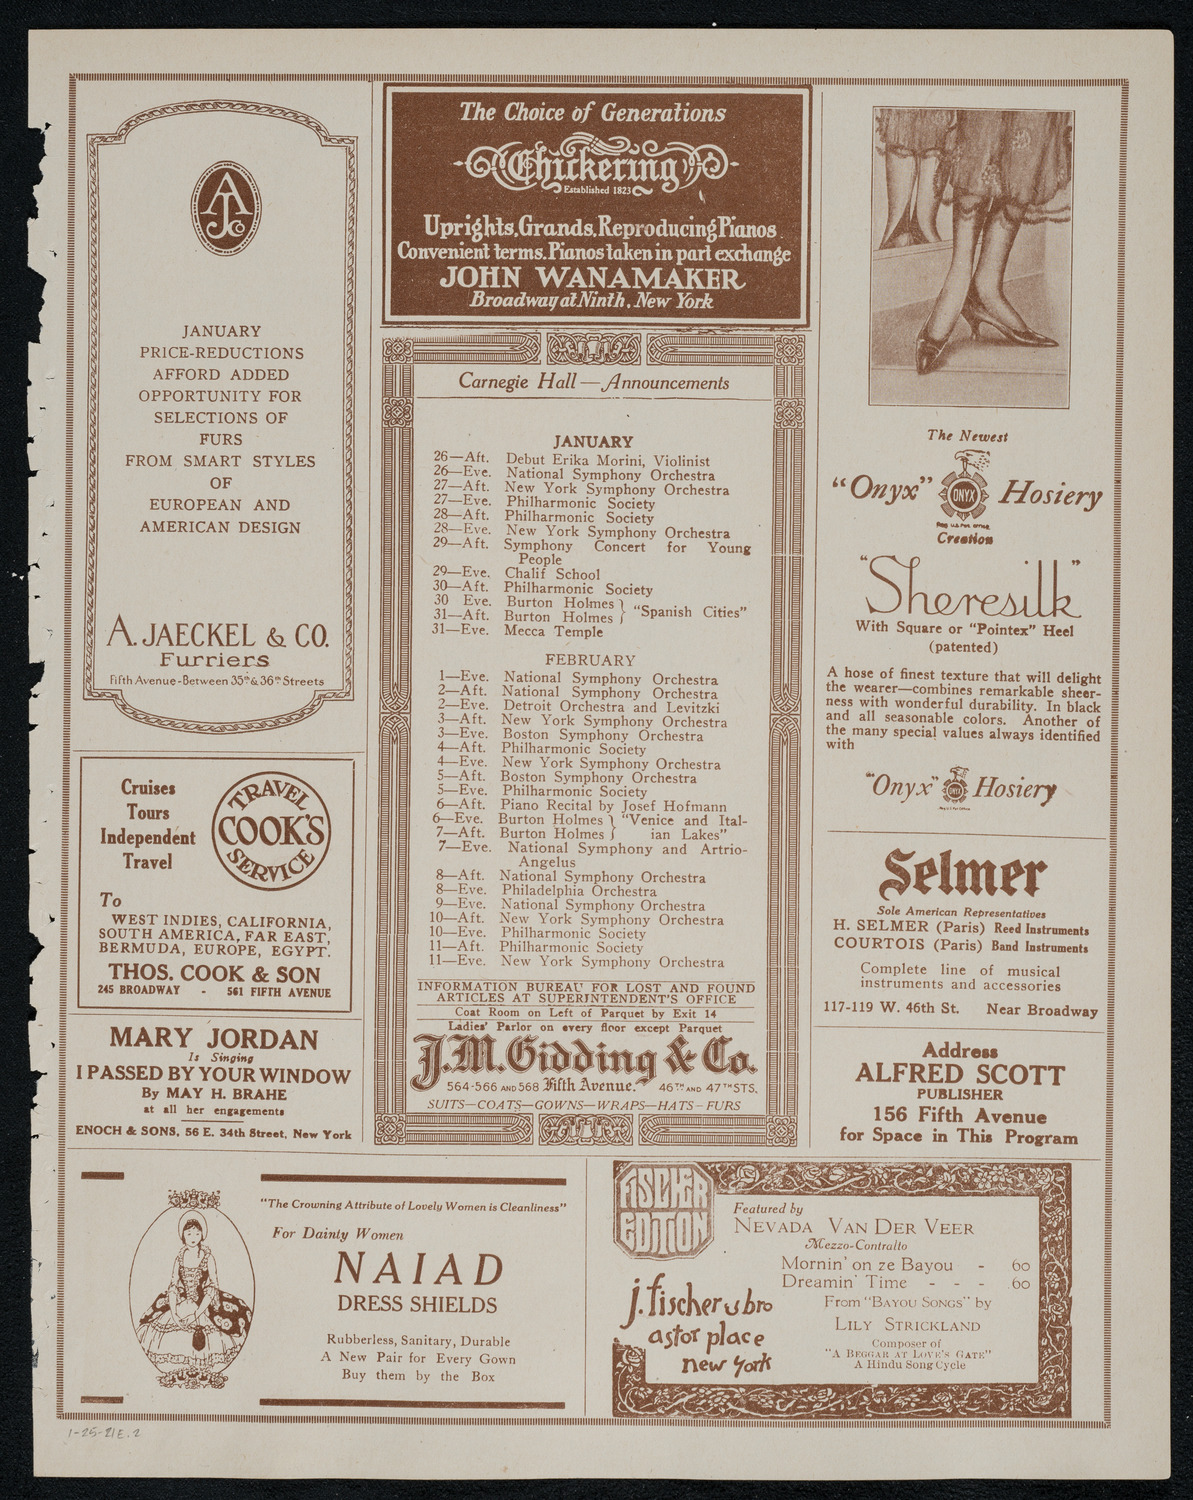 AJCo
JANUARY
PRICE-REDUCTIONS
AFFORD ADDED
OPPORTUNITY FOR
SELECTIONS OF
FURS
FROM SMART STYLES
OF
EUROPEAN AND
AMERICAN DESIGN
A. JAECKEL & CO.
Furriers
Fifth Avenue-Between 35th & 36th Streets
Cruises
Tours
Independent
Travel
TRAVEL
COOK'S
SERVICE
To
WEST INDIES, CALIFORNIA,
SOUTH AMERICA, FAR EAST,
BERMUDA, EUROPE, EGYPT.
THOS. COOK & SON
245 BROADWAY - 561 FIFTH AVENUE
MARY JORDAN
Is Singing
I PASSED BY YOUR WINDOW
By MAY H. BRAHE
at all her engagements
ENOCH & SONS, 56 E. 34th Street, New York
The Choice of Generations
Chickering
Established 1823
Uprights, Grands, Reproducing Pianos.
Convenient terms. Pianos taken in part exchange
JOHN WANAMAKER
Broadway at Ninth, New York
Carnegie Hall—Announcements
JANUARY
26—Aft. Debut Erika Morini, Violinist
26—Eve. National Symphony Orchestra
27—Aft. New York Symphony Orchestra
27—Eve. Philharmonic Society
28—Aft. Philharmonic Society
28—Eve. New York Symphony Orchestra
29—Aft. Symphony Concert for Young
People
29—Eve. Chalif School
30—Aft. Philharmonic Society
30 Eve. Burton Holmes } "Spanish Cities"
31—Aft. Burton Holmes }
31—Eve. Mecca Temple
FEBRUARY
1—Eve. National Symphony Orchestra
2—Aft. National Symphony Orchestra
2—Eve. Detroit Orchestra and Levitzki
3—Aft. New York Symphony Orchestra
3—Eve. Boston Symphony Orchestra
4—Aft. Philharmonic Society
4—Eve. New York Symphony Orchestra
5—Aft. Boston Symphony Orchestra
5—Eve. Philharmonic Society
6—Aft. Piano Recital by Josef Hofmann
6—Eve. Burton Holmes } "Venice and Ital-
7—Aft. Burton Holmes } ian Lakes"
7—Eve. National Symphony and Artrio-
Angelus
8—Aft. National Symphony Orchestra
8—Eve. Philadelphia Orchestra
9—Eve. National Symphony Orchestra
10—Aft. New York Symphony Orchestra
10—Eve. Philharmonic Society
11—Aft. Philharmonic Society
11—Eve. New York Symphony Orchestra
INFORMATION BUREAU FOR LOST AND FOUND
ARTICLES AT SUPERINTENDENT'S OFFICE
Coat Room on Left of Parquet by Exit 14
Ladies' Parlor on every floor except Parquet
J.M. Gidding & Co.
564-566 AND 568 Fifth Avenue. 46TH AND 47TH STS.
SUITS—COATS—GOWNS—WRAPS—HATS-FURS
The Newest
"Onyx" ONYX Hosiery
Reg. U.S. Pat. Office
Creation
"Sheresilk"
With Square or "Pointex" Heel
(patented)
A hose of finest texture that will delight
the wearer—combines remarkable sheer-
ness with wonderful durability. In black
and all seasonable colors. Another of
the many special values always identified
with
"Onyx" ONYX Hosiery
Reg. U.S. Pat. Office
Selmer
Sole American Representatives
H. SELMER (Paris) Reed Instruments
COURTOIS (Paris) Band Instruments
Complete line of musical
instruments and accessories
117-119 W. 46th St. Near Broadway
Address
ALFRED SCOTT
PUBLISHER
156 Fifth Avenue
for Space in This Program
"The Crowning Attribute of Lovely Women is Cleanliness"
For Dainty Women
NAIAD
DRESS SHIELDS
Rubberless, Sanitary, Durable
A New Pair for Every Gown
Buy them by the Box
FISCHER
EDITION
j. fischer & bro
astor place
new york
Featured by
NEVADA VAN DER VEER
Mezzo-Contralto
Mornin' on ze Bayou - 60
Dreamin' Time - - - 60
From "BAYOU SONGS" by
LILY STRICKLAND
Composer of
"A BEGGAR AT LOVE'S GATE"
A Hindu Song Cycle
1-25-21E.2